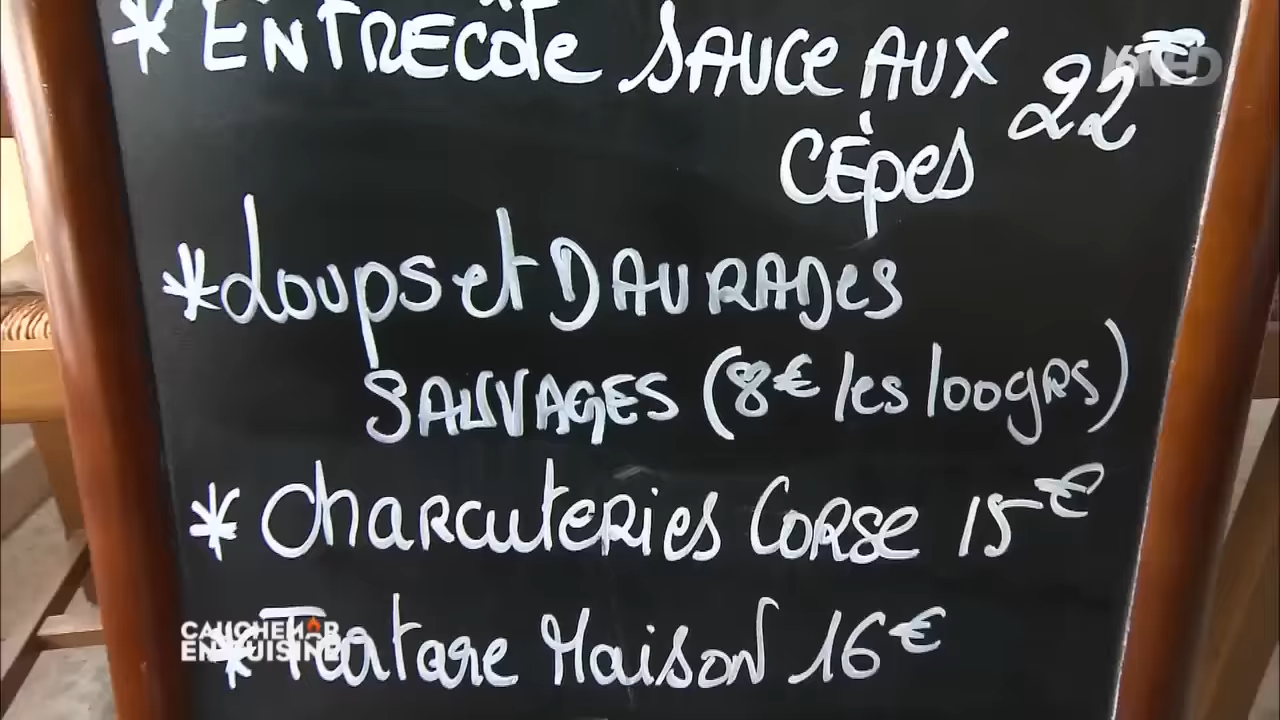 * ENTRECÔTE SAUCE AUX 22€
CÈPES
* Loups et DAURADES
SAUVAGES (8€ les 100grs)
* Charcuteries Corse 15€
* Tartare Maison 16€
CAUCHEMAR
EN CUISINE